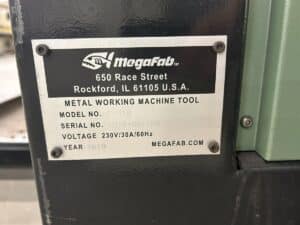 MegaFab
650 Race Street
Rockford, IL 61105 U.S.A.
METAL WORKING MACHINE TOOL
MODEL NO.
SERIAL NO.
VOLTAGE 230V/30A/60Hz
YEAR MEGAFAB.COM